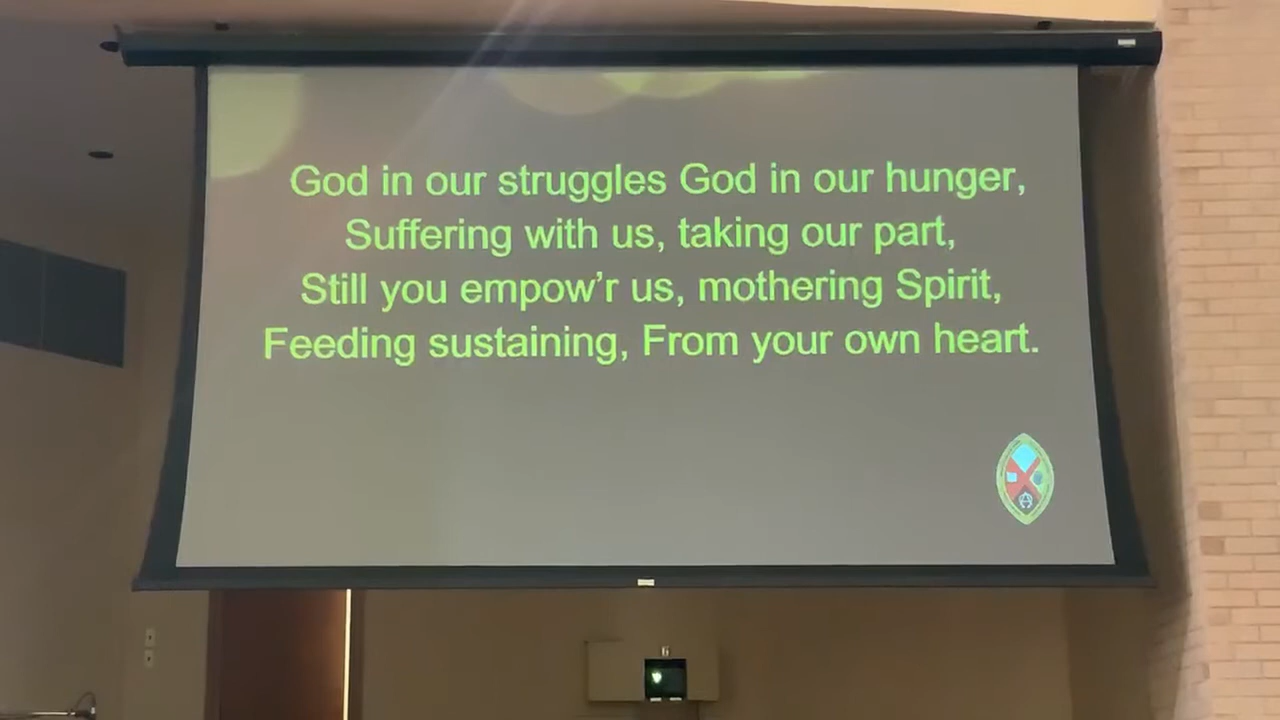 God in our struggles God in our hunger,
Suffering with us, taking our part,
Still you empow’r us, mothering Spirit,
Feeding sustaining, From your own heart.